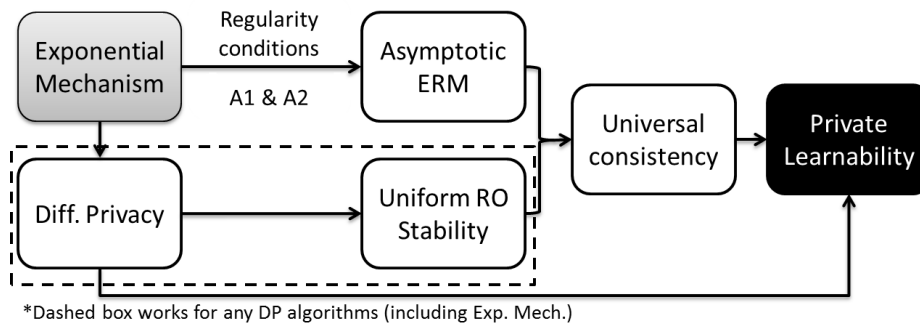 Exponential
Mechanism
Regularity
conditions
A1 & A2
Asymptotic
ERM
Universal
consistency
Private
Learnability
Diff. Privacy
Uniform RO
Stability
*Dashed box works for any DP algorithms (including Exp. Mech.)